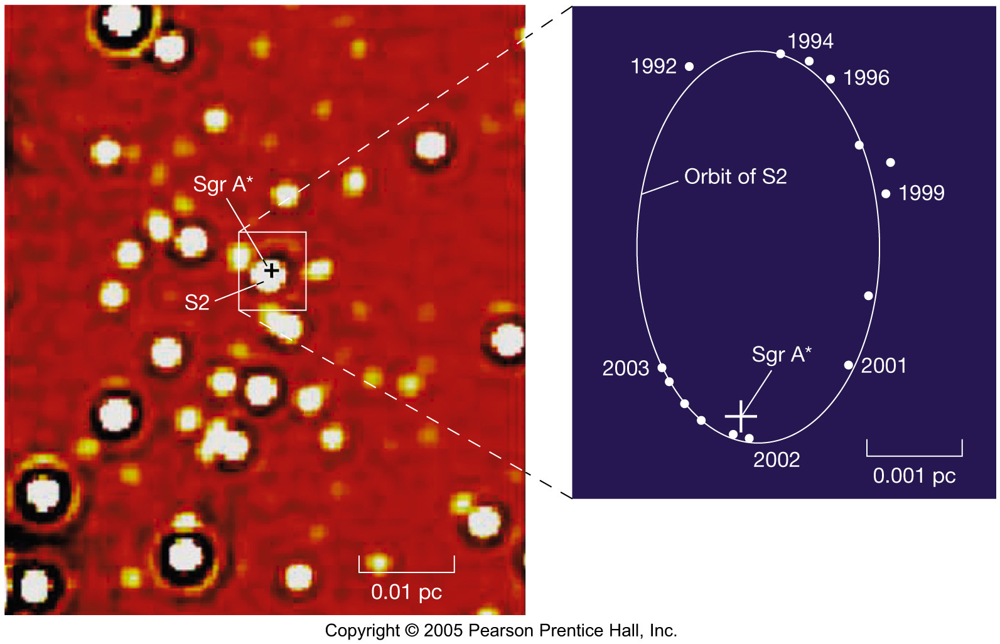 Sgr A*
S2
0.01 pc
1994
1992
1996
Orbit of S2
1999
Sgr A*
2003
2001
2002
0.001 pc
Copyright © 2005 Pearson Prentice Hall, Inc.